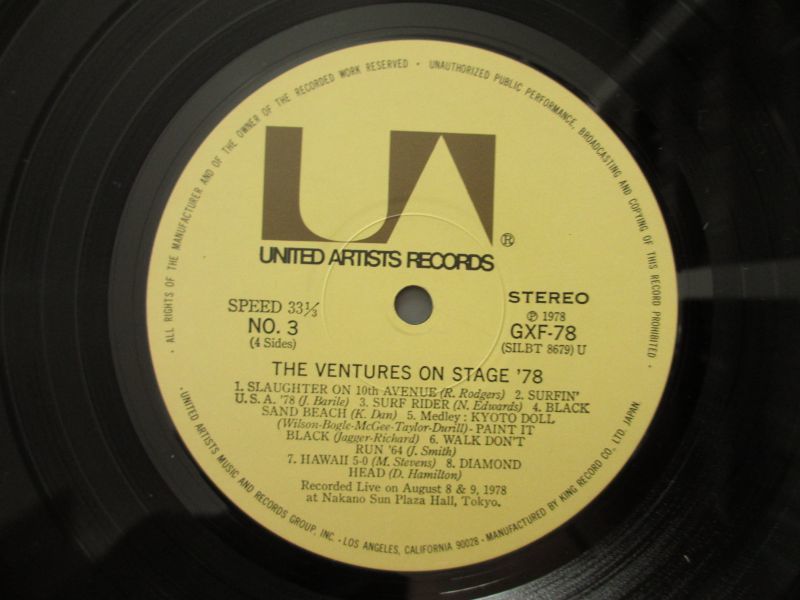 · ALL RIGHTS OF THE MANUFACTURER AND OF THE OWNER OF THE RECORDED WORK RESERVED · UNAUTHORIZED PUBLIC PERFORMANCE, BROADCASTING AND COPYING OF THIS RECORD PROHIBITED
UA ®
UNITED ARTISTS RECORDS
SPEED 33⅓
NO. 3
(4 Sides)
STEREO
℗ 1978
GXF-78
(SILBT 8679) U
THE VENTURES ON STAGE '78
1. SLAUGHTER ON 10th AVENUE (R. Rodgers) 2. SURFIN'
U. S. A. '78 (J. Barile) 3. SURF RIDER (N. Edwards) 4. BLACK
SAND BEACH (K. Dan) 5. Medley : KYOTO DOLL
(Wilson-Bogle-McGee-Taylor-Durill)-PAINT IT
BLACK (Jagger-Richard) 6. WALK DON'T
RUN '64 (J. Smith)
7. HAWAII 5-0 (M. Stevens) 8. DIAMOND
HEAD (D. Hamilton)
Recorded Live on August 8 & 9, 1978
at Nakano Sun Plaza Hall, Tokyo.
· UNITED ARTISTS MUSIC AND RECORDS GROUP, INC. · LOS ANGELES, CALIFORNIA 90028 · MANUFACTURED BY KING RECORD CO. LTD. JAPAN.